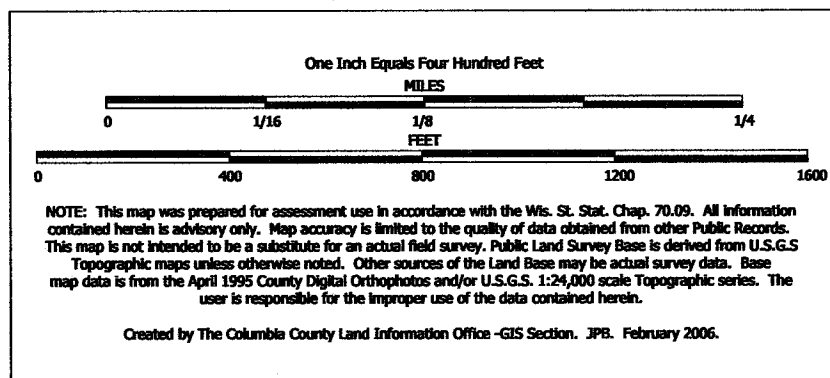 One Inch Equals Four Hundred Feet
MILES
0 1/16 1/8 1/4
FEET
0 400 800 1200 1600
NOTE: This map was prepared for assessment use in accordance with the Wis. St. Stat. Chap. 70.09. All information
contained herein is advisory only. Map accuracy is limited to the quality of data obtained from other Public Records.
This map is not intended to be a substitute for an actual field survey. Public Land Survey Base is derived from U.S.G.S
Topographic maps unless otherwise noted. Other sources of the Land Base may be actual survey data. Base
map data is from the April 1995 County Digital Orthophotos and/or U.S.G.S. 1:24,000 scale Topographic series. The
user is responsible for the improper use of the data contained herein.
Created by The Columbia County Land Information Office -GIS Section. JPB. February 2006.